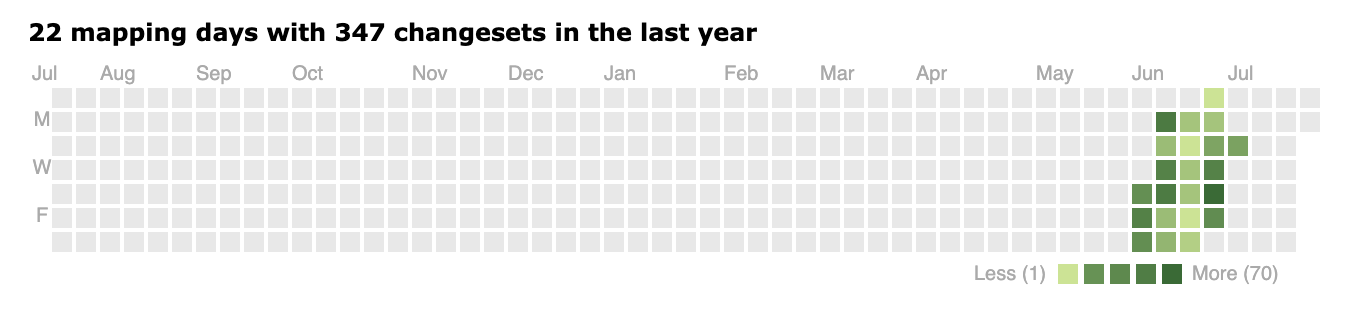 22 mapping days with 347 changesets in the last year
Jul Aug Sep Oct Nov Dec Jan Feb Mar Apr May Jun Jul
M
W
F
Less (1) More (70)